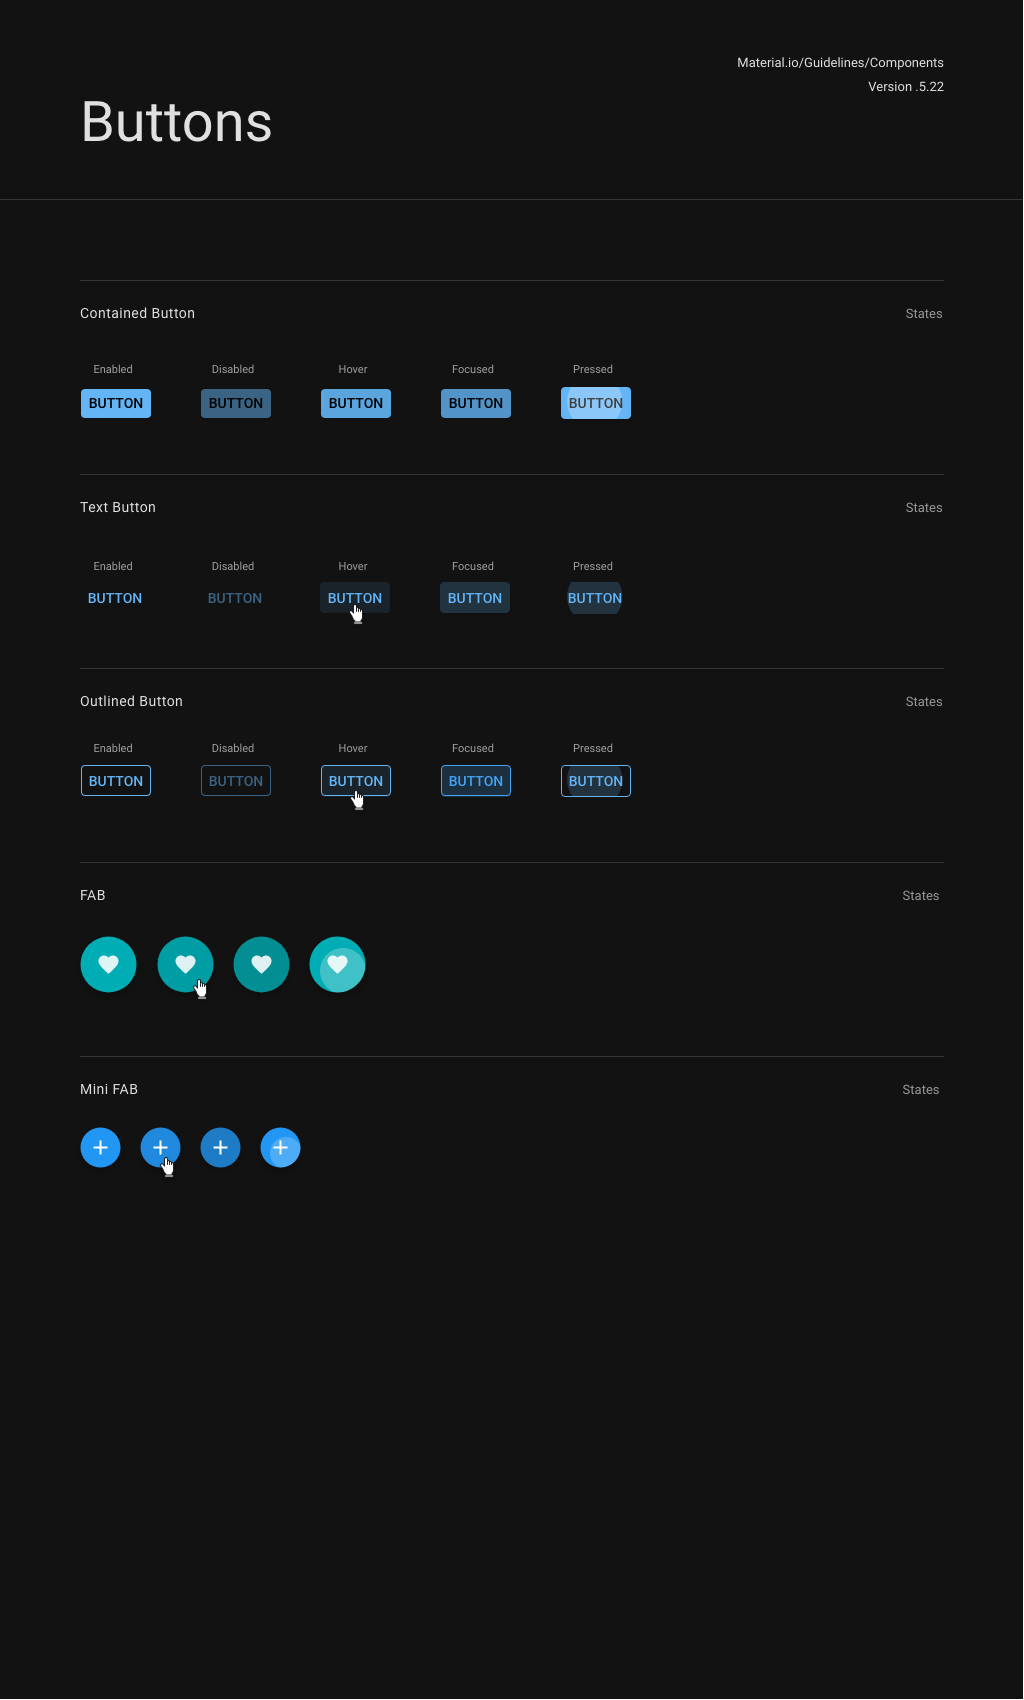 Material.io/Guidelines/Components
Version .5.22
Buttons
Contained Button States
Enabled Disabled Hover Focused Pressed
BUTTON BUTTON BUTTON BUTTON BUTTON
Text Button States
Enabled Disabled Hover Focused Pressed
BUTTON BUTTON BUTTON BUTTON BUTTON
Outlined Button States
Enabled Disabled Hover Focused Pressed
BUTTON BUTTON BUTTON BUTTON BUTTON
FAB States
Mini FAB States